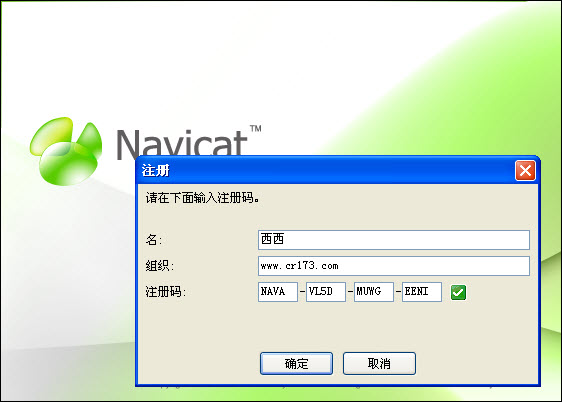 Navicat™
注册
请在下面输入注册码。
名: 西西
组织: www.cr173.com
注册码: NAVA-VL5D-MUWG-EENI
确定 取消